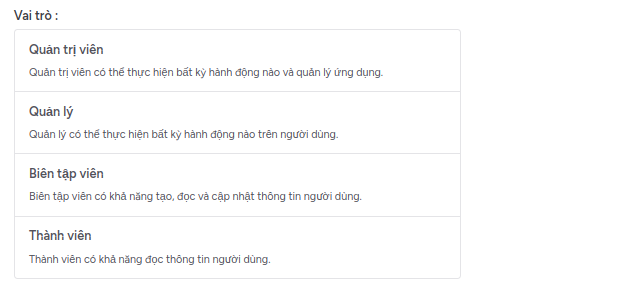 Vai trò :
Quản trị viên
Quản trị viên có thể thực hiện bất kỳ hành động nào và quản lý ứng dụng.
Quản lý
Quản lý có thể thực hiện bất kỳ hành động nào trên người dùng.
Biên tập viên
Biên tập viên có khả năng tạo, đọc và cập nhật thông tin người dùng.
Thành viên
Thành viên có khả năng đọc thông tin người dùng.